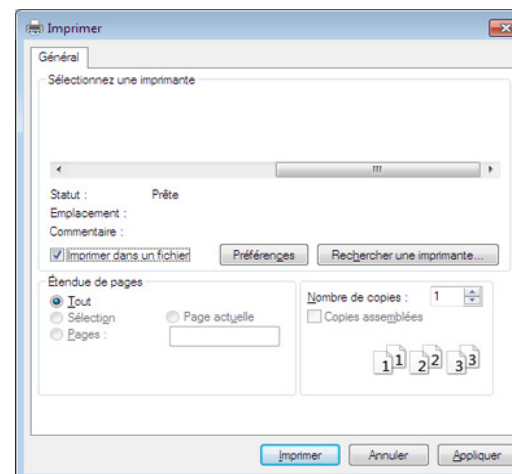 Imprimer
Général
Sélectionnez une imprimante
Statut : Prête
Emplacement :
Commentaire :
Imprimer dans un fichier Préférences Rechercher une imprimante...
Étendue de pages
Tout
Sélection Page actuelle
Pages :
Nombre de copies : 1
Copies assemblées
1 1 2 2 3 3
Imprimer Annuler Appliquer